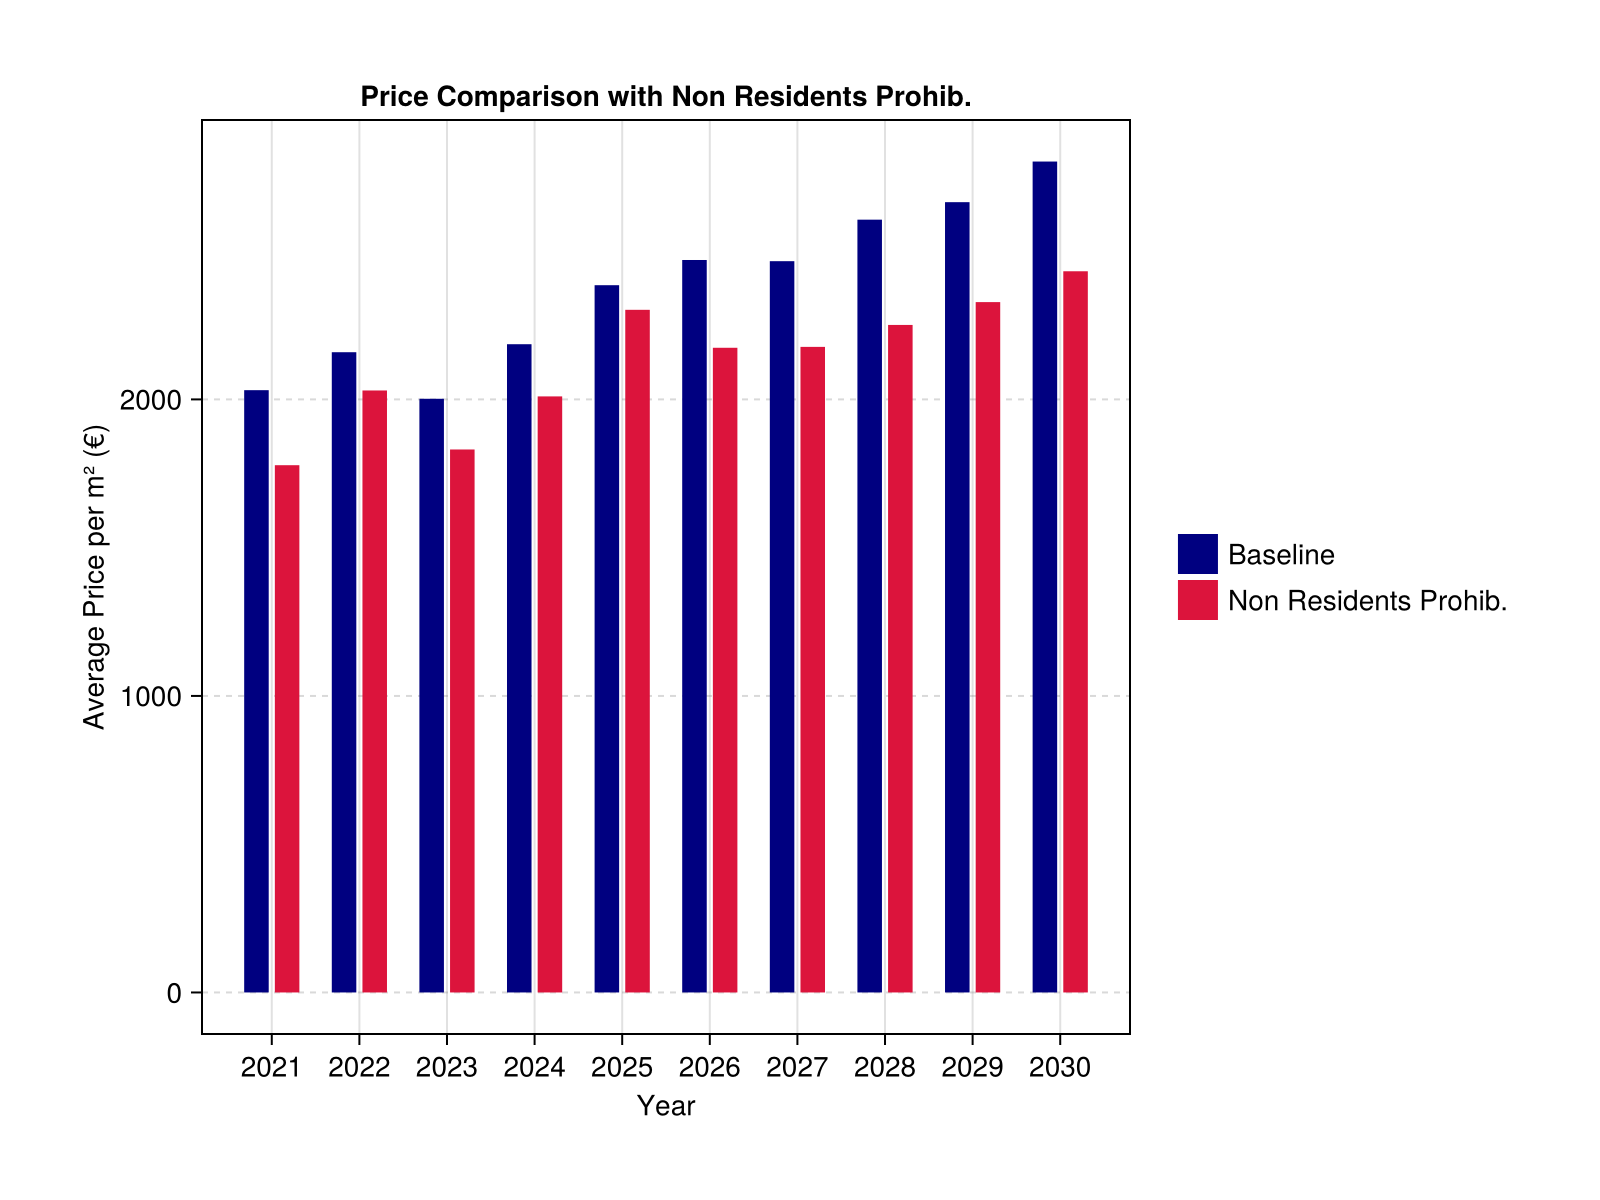 Price Comparison with Non Residents Prohib.
Average Price per m² (€)
2000
1000
0
2021 2022 2023 2024 2025 2026 2027 2028 2029 2030
Year
Baseline
Non Residents Prohib.